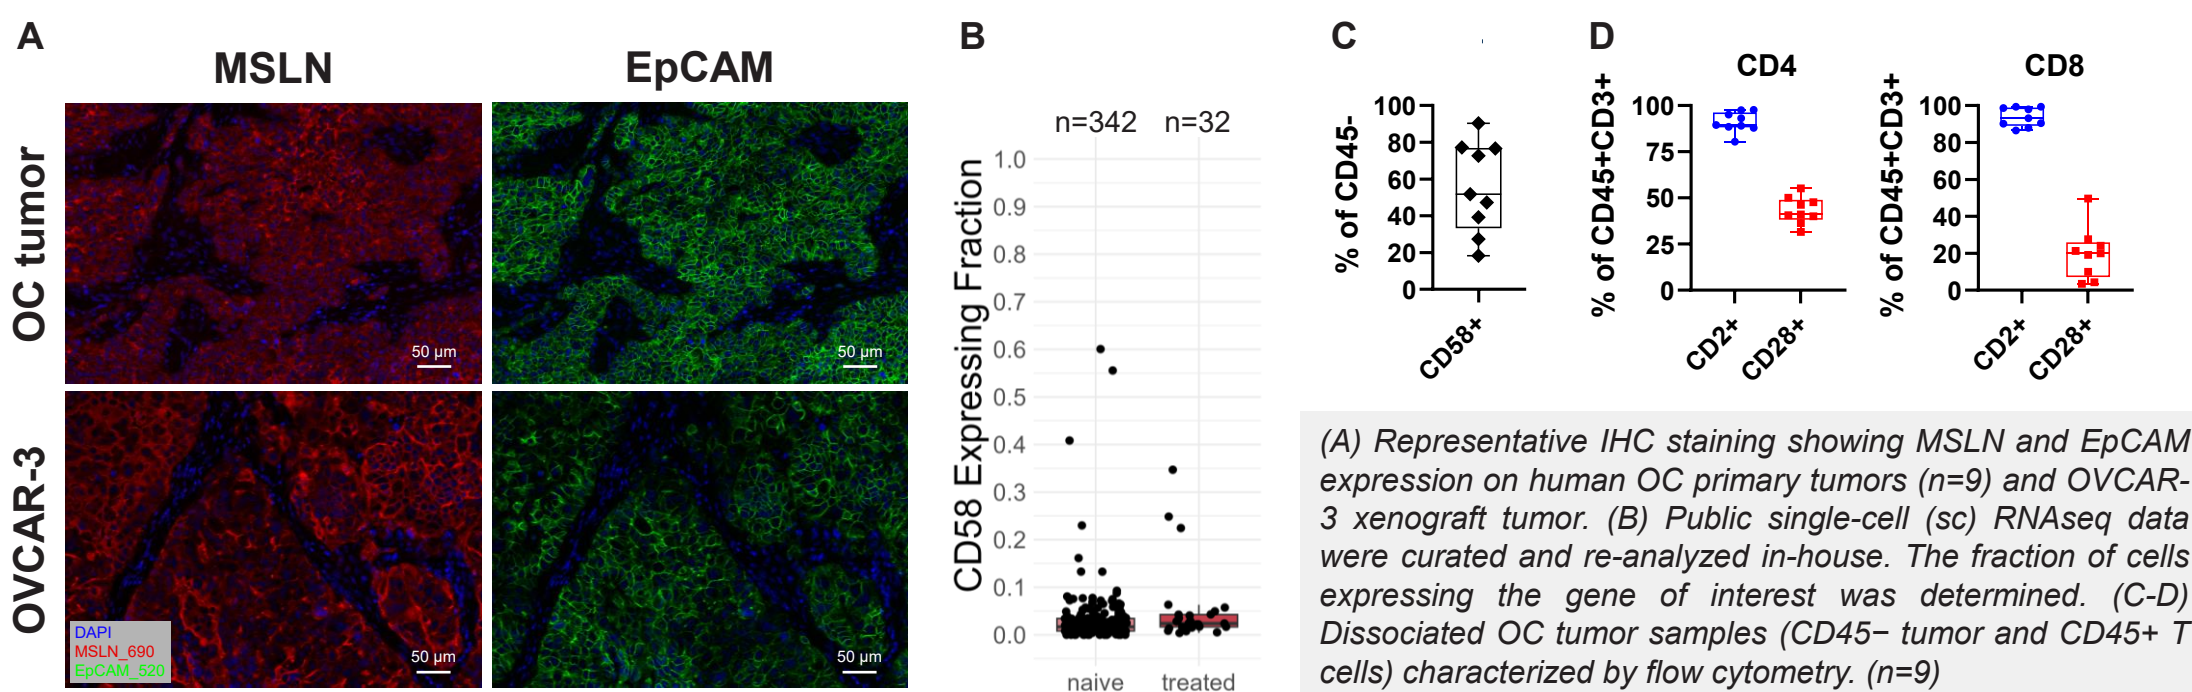 A
MSLN
EpCAM
OC tumor
50 µm
50 µm
OVCAR-3
DAPI
MSLN_690
EpCAM_520
50 µm
50 µm
B
n=342 n=32
CD58 Expressing Fraction
1.0
0.9
0.8
0.7
0.6
0.5
0.4
0.3
0.2
0.1
0.0
naive treated
C
% of CD45-
100
80
60
40
20
0
CD58+
D
CD4
% of CD45+CD3+
100
75
50
25
0
CD2+
CD28+
CD8
% of CD45+CD3+
100
80
60
40
20
0
CD2+
CD28+
(A) Representative IHC staining showing MSLN and EpCAM
expression on human OC primary tumors (n=9) and OVCAR-
3 xenograft tumor. (B) Public single-cell (sc) RNAseq data
were curated and re-analyzed in-house. The fraction of cells
expressing the gene of interest was determined. (C-D)
Dissociated OC tumor samples (CD45− tumor and CD45+ T
cells) characterized by flow cytometry. (n=9)